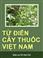 TỪ ĐIỂN
CÂY THUỐC
VIỆT NAM